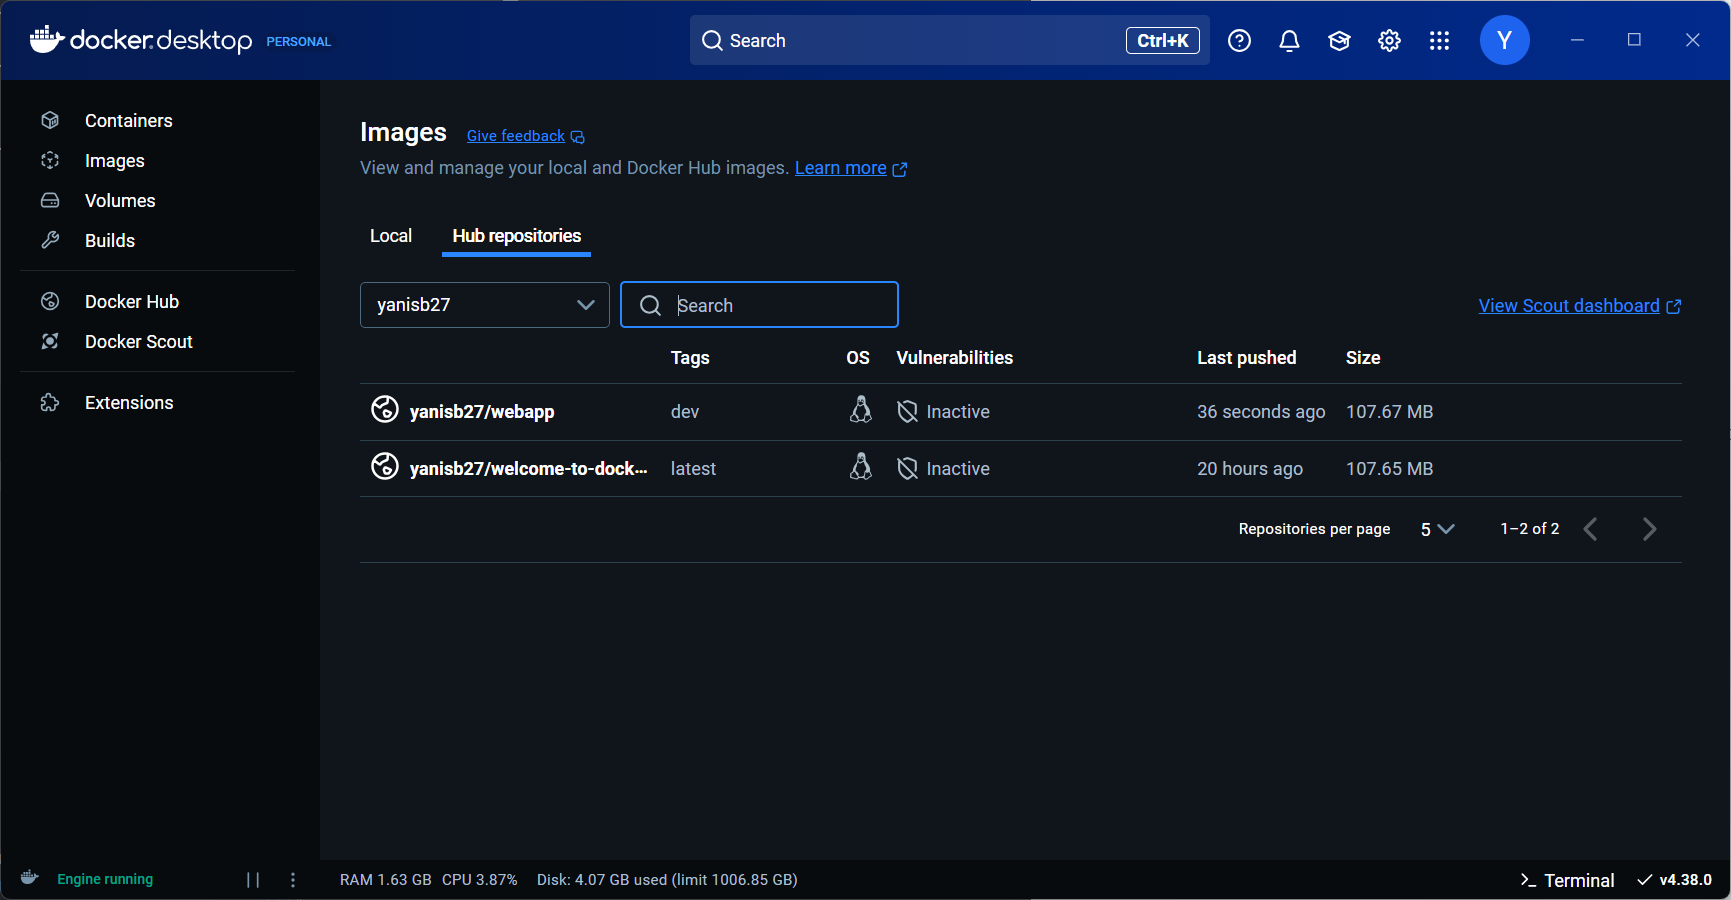 docker.desktop PERSONAL
Search Ctrl+K
Y
Containers
Images
Volumes
Builds
Docker Hub
Docker Scout
Extensions
Images Give feedback
View and manage your local and Docker Hub images. Learn more
Local Hub repositories
yanisb27 Search View Scout dashboard
Tags OS Vulnerabilities Last pushed Size
yanisb27/webapp dev Inactive 36 seconds ago 107.67 MB
yanisb27/welcome-to-dock... latest Inactive 20 hours ago 107.65 MB
Repositories per page 5 1–2 of 2
Engine running RAM 1.63 GB CPU 3.87% Disk: 4.07 GB used (limit 1006.85 GB) Terminal v4.38.0